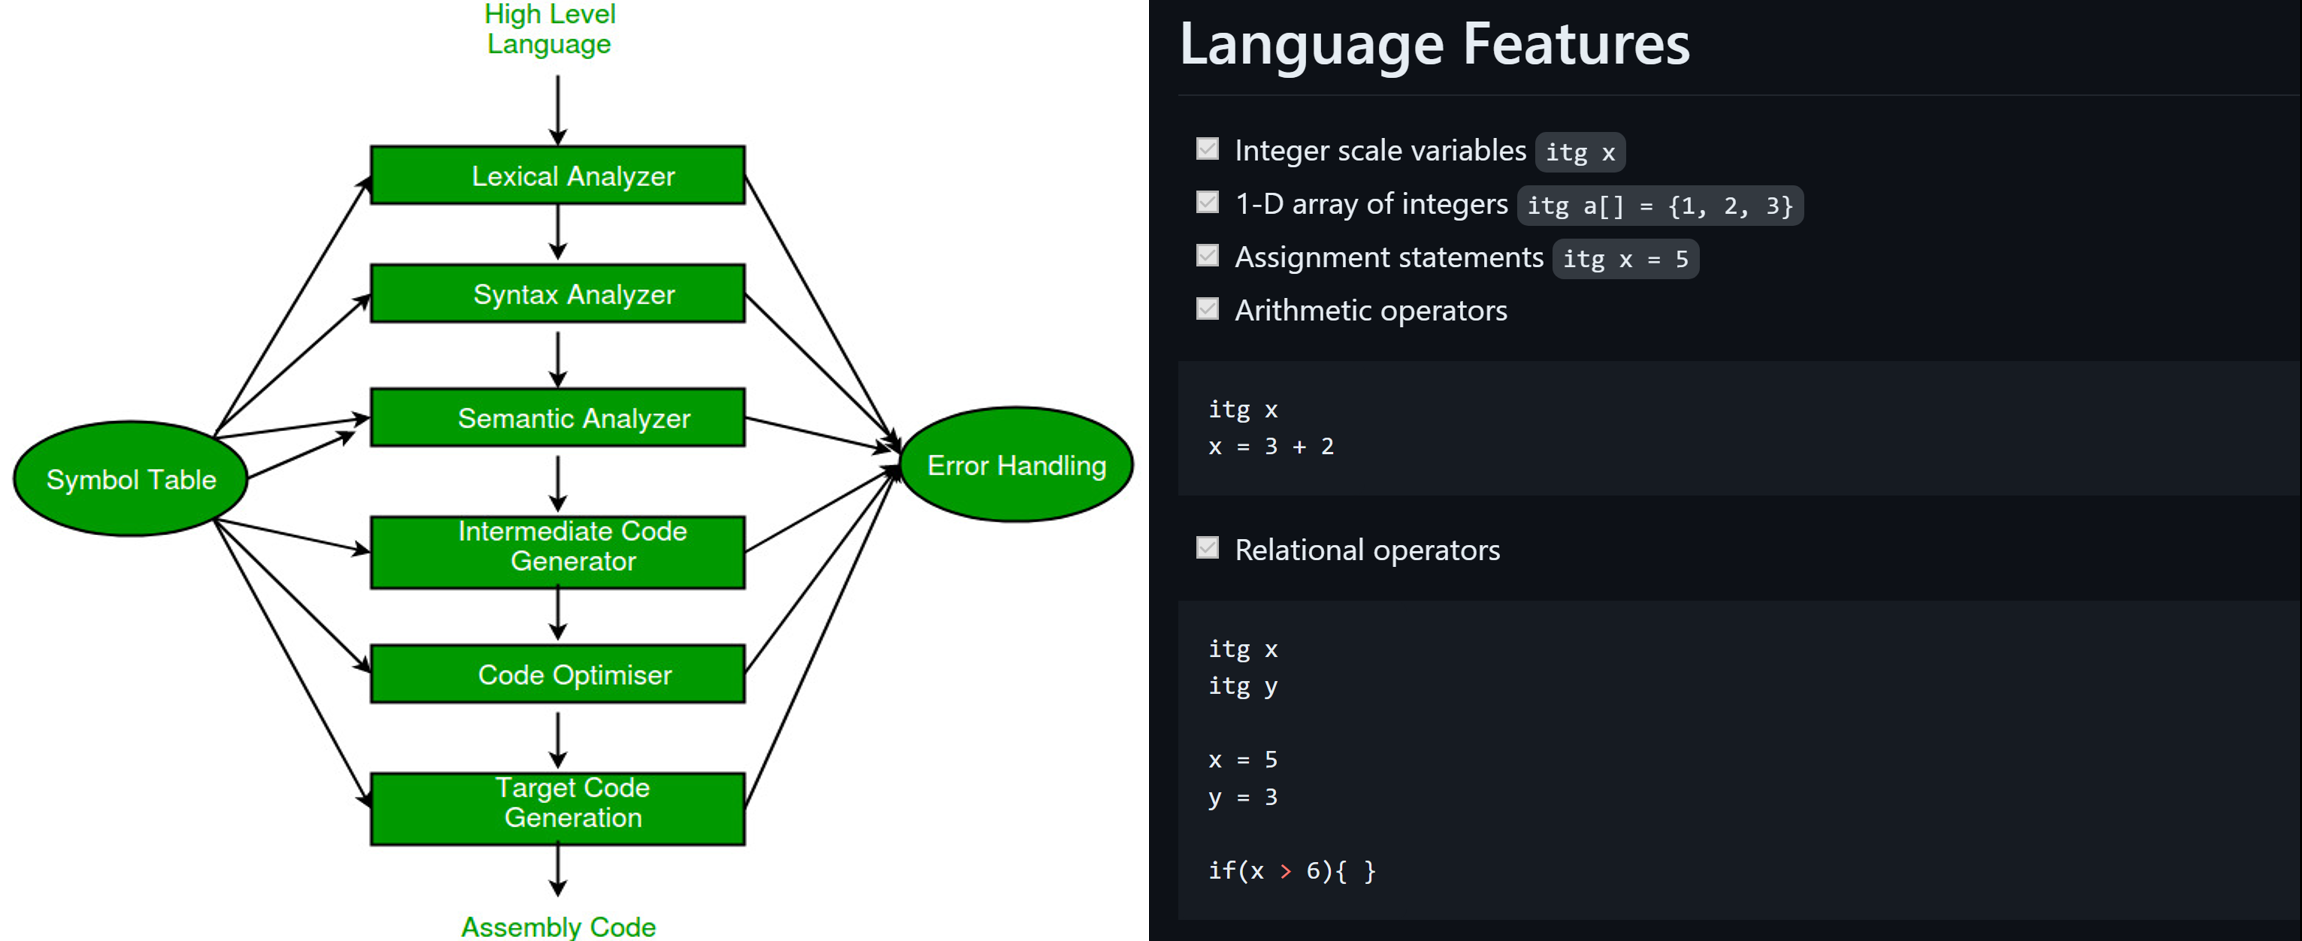 High Level
Language
Lexical Analyzer
Syntax Analyzer
Semantic Analyzer
Symbol Table
Error Handling
Intermediate Code
Generator
Code Optimiser
Target Code
Generation
Assembly Code
Language Features
Integer scale variables itg x
1-D array of integers itg a[] = {1, 2, 3}
Assignment statements itg x = 5
Arithmetic operators
itg x
x = 3 + 2
Relational operators
itg x
itg y
x = 5
y = 3
if(x > 6){ }